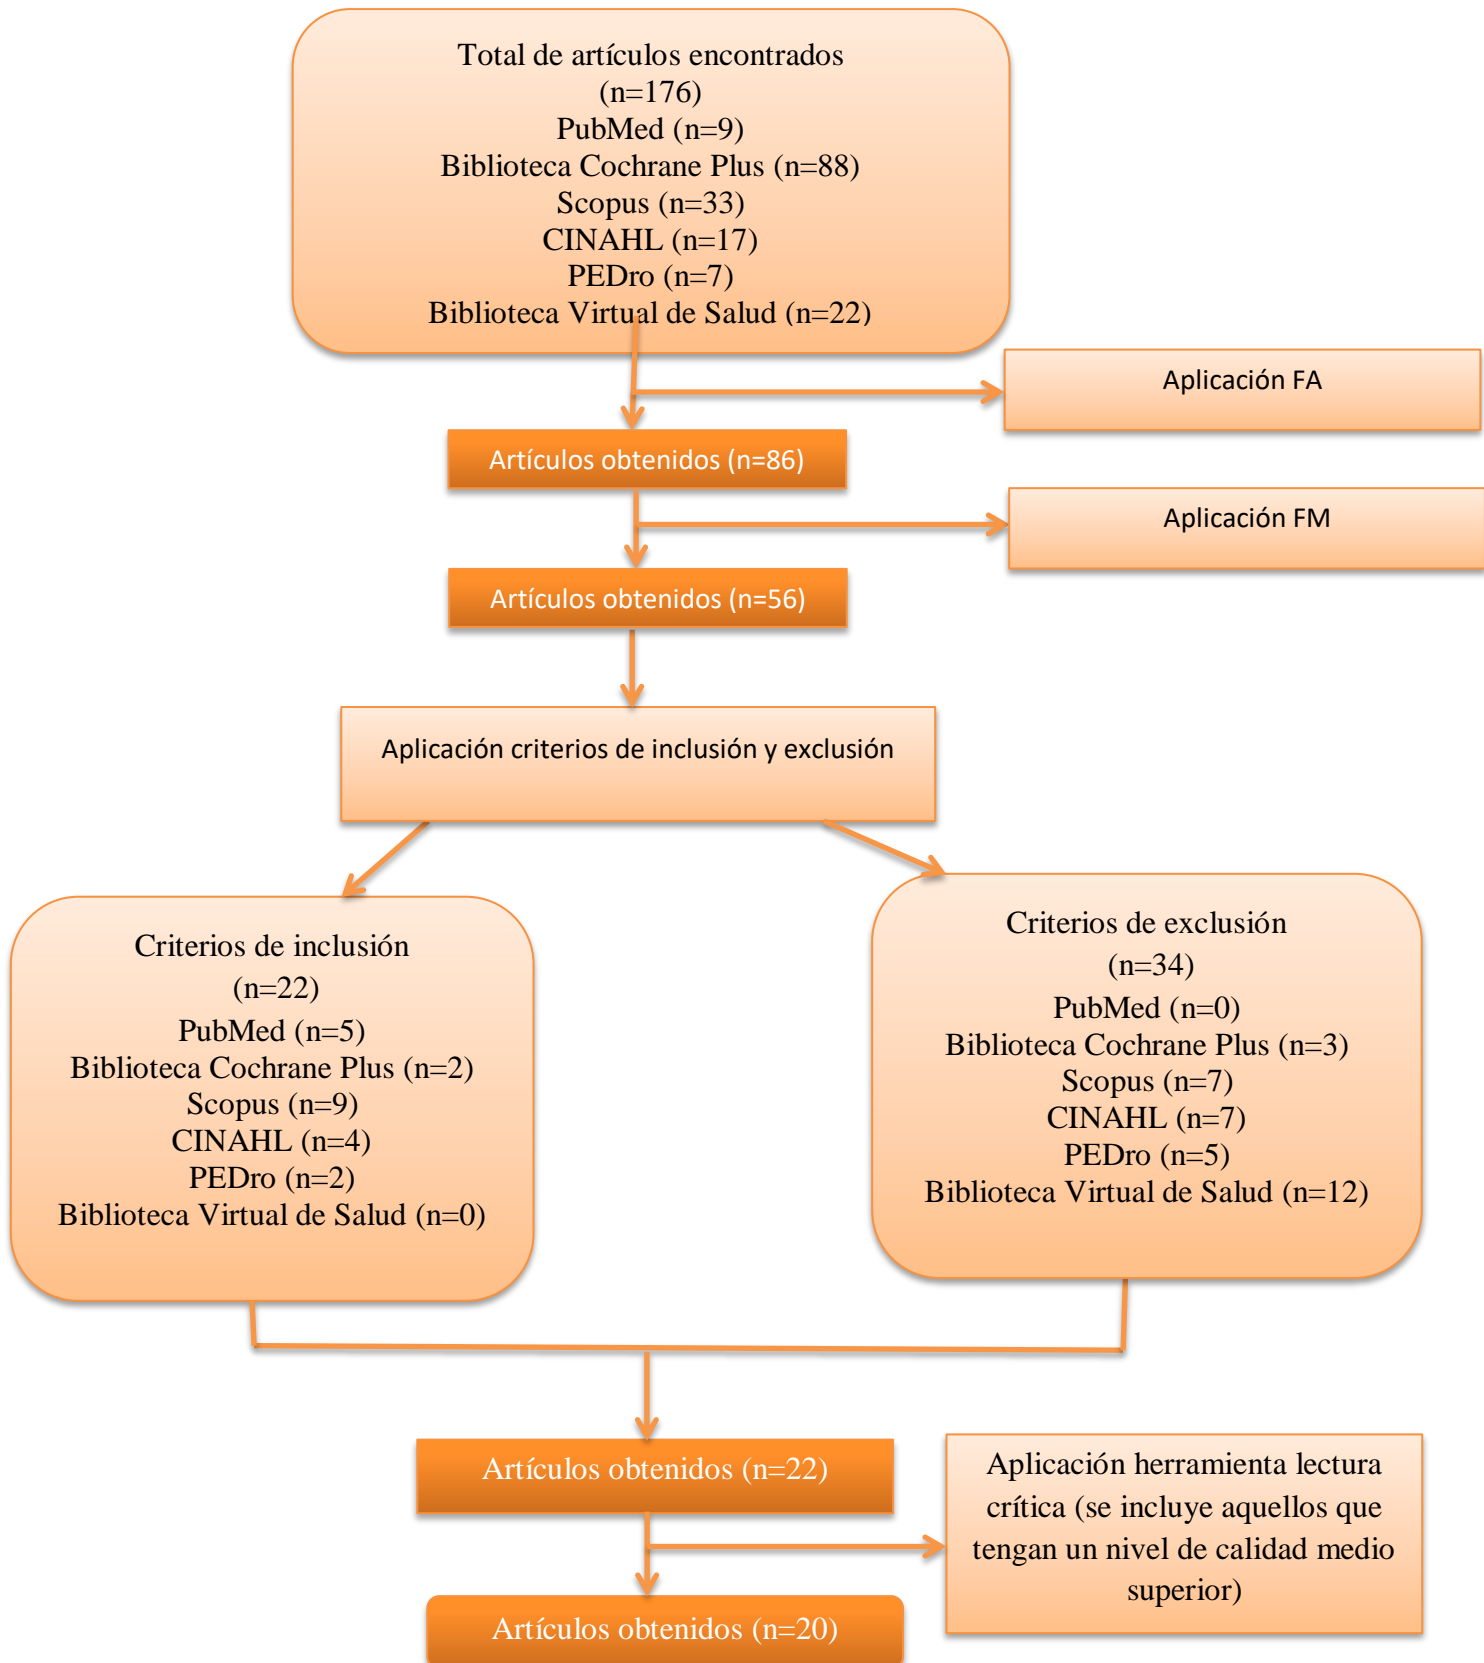 Total de artículos encontrados
(n=176)
PubMed (n=9)
Biblioteca Cochrane Plus (n=88)
Scopus (n=33)
CINAHL (n=17)
PEDro (n=7)
Biblioteca Virtual de Salud (n=22)
Aplicación FA
Artículos obtenidos (n=86)
Aplicación FM
Artículos obtenidos (n=56)
Aplicación criterios de inclusión y exclusión
Criterios de inclusión
(n=22)
PubMed (n=5)
Biblioteca Cochrane Plus (n=2)
Scopus (n=9)
CINAHL (n=4)
PEDro (n=2)
Biblioteca Virtual de Salud (n=0)
Criterios de exclusión
(n=34)
PubMed (n=0)
Biblioteca Cochrane Plus (n=3)
Scopus (n=7)
CINAHL (n=7)
PEDro (n=5)
Biblioteca Virtual de Salud (n=12)
Artículos obtenidos (n=22)
Aplicación herramienta lectura
crítica (se incluye aquellos que
tengan un nivel de calidad medio
superior)
Artículos obtenidos (n=20)